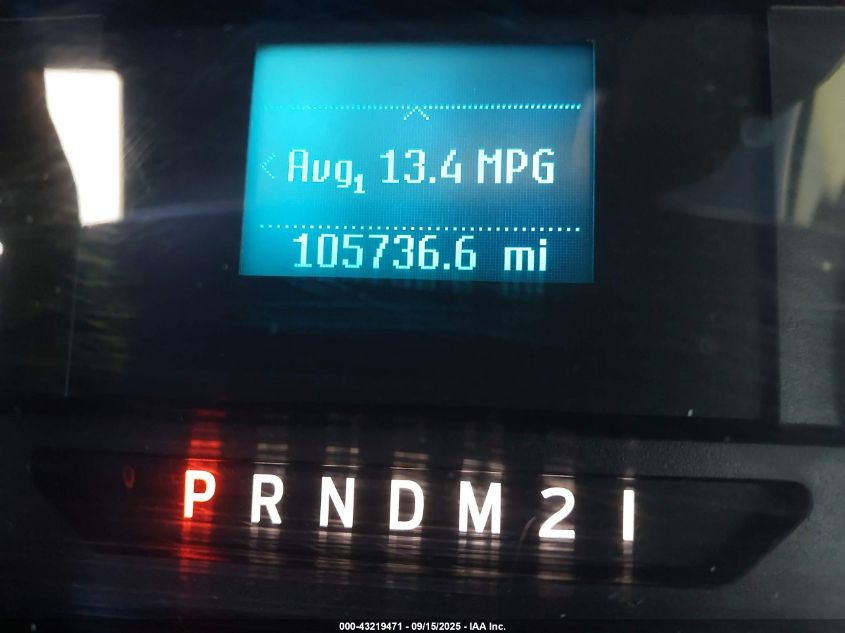 Avg1 13.4 MPG
105736.6 mi
P R N D M 2 1
000-43219471 - 09/15/2025 - IAA Inc.